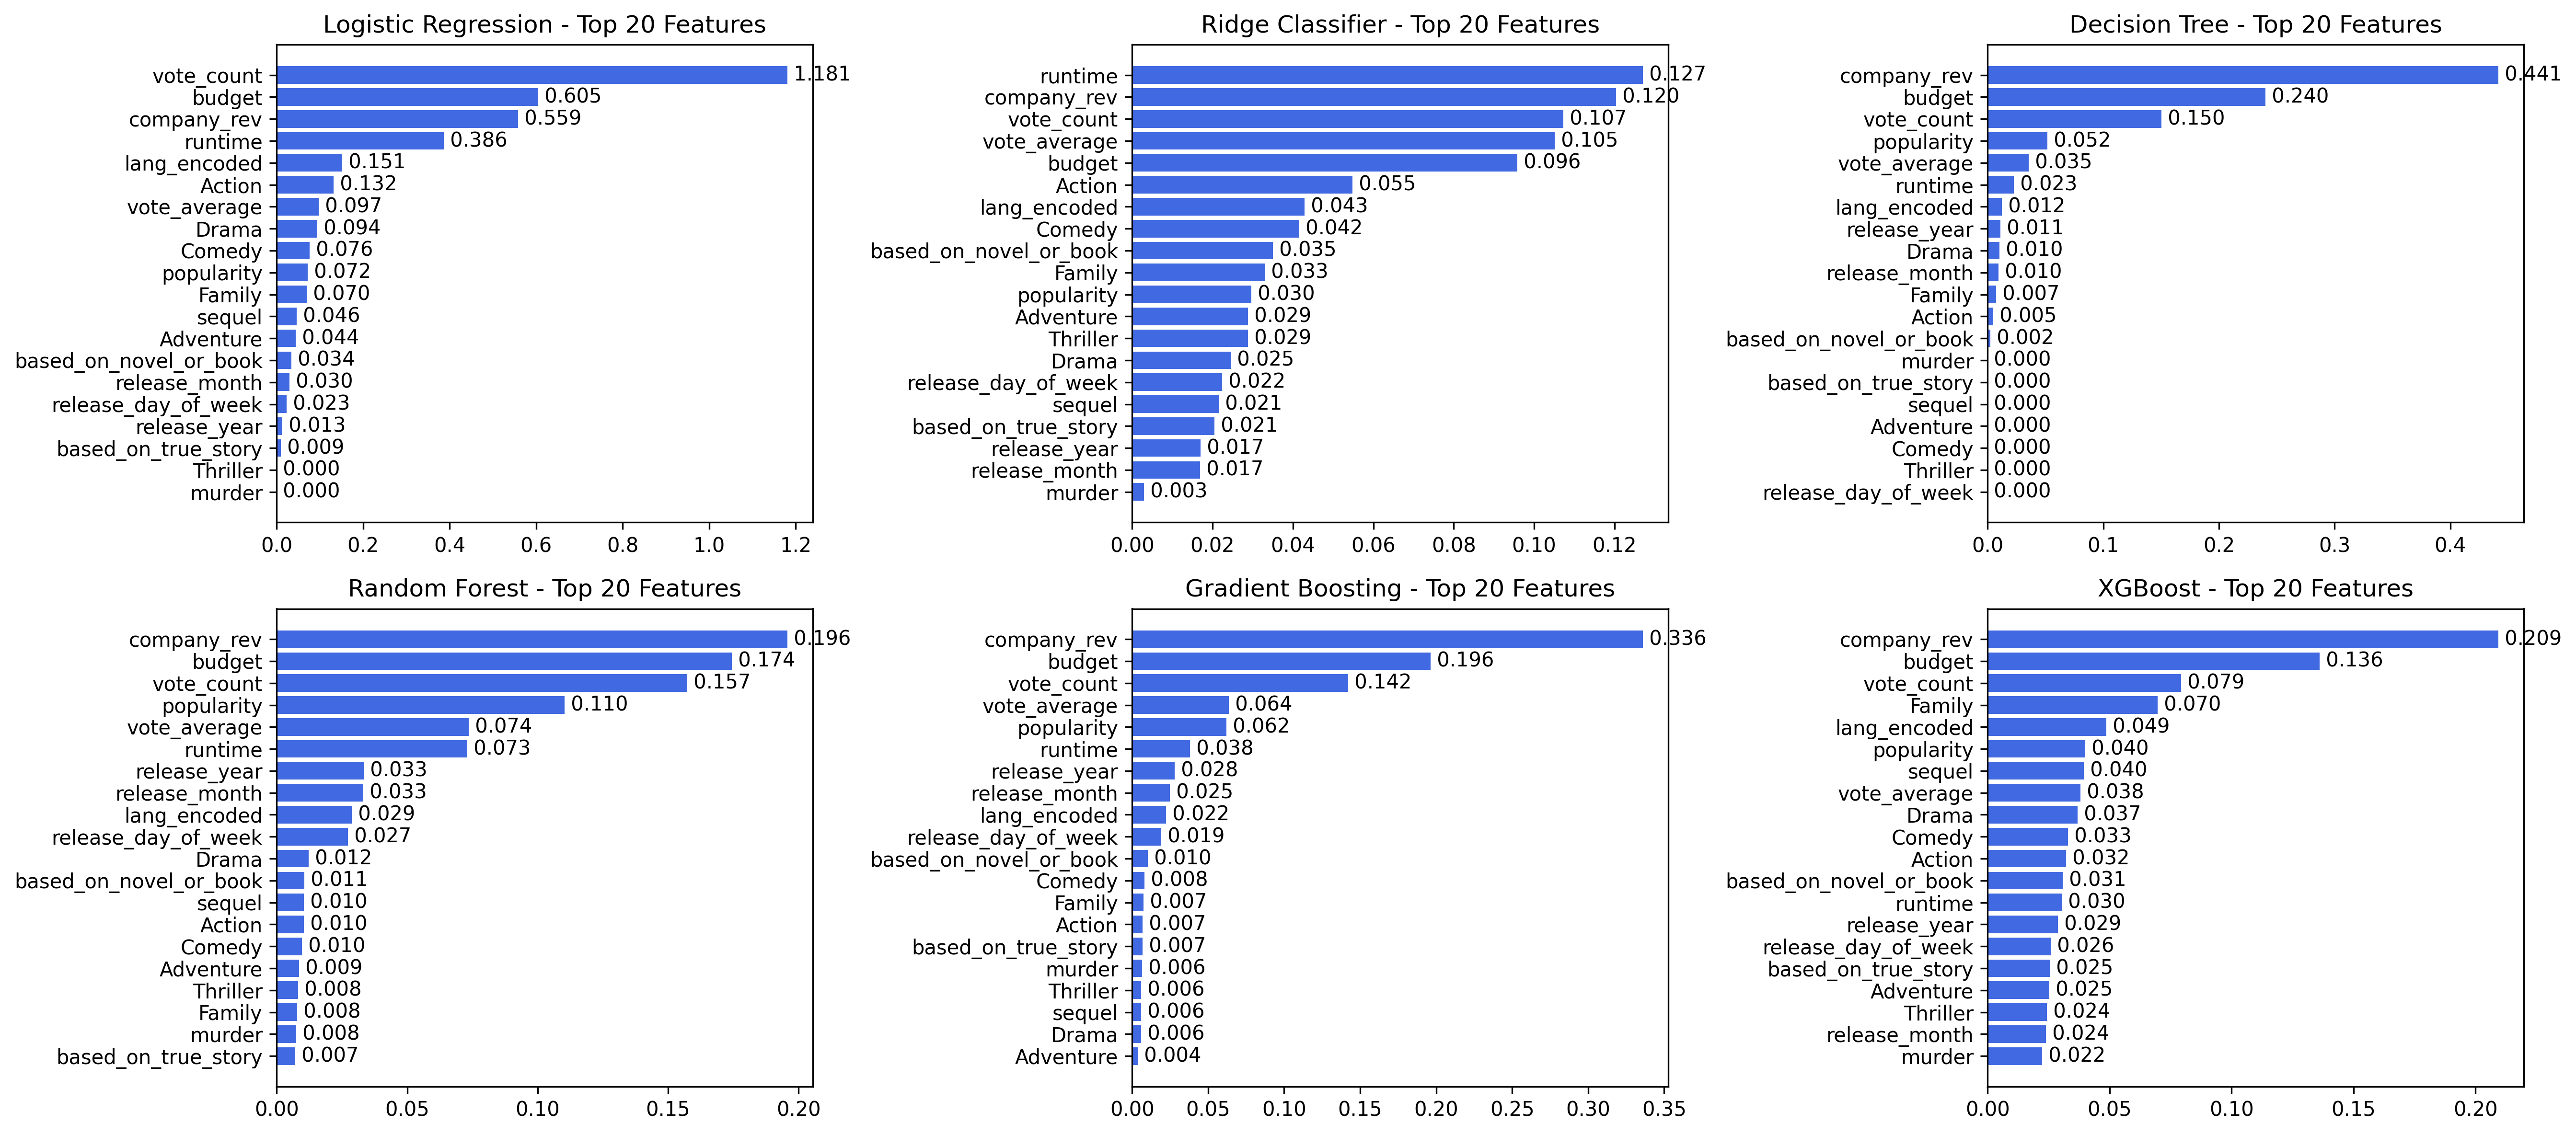 Logistic Regression - Top 20 Features
vote_count 1.181
budget 0.605
company_rev 0.559
runtime 0.386
lang_encoded 0.151
Action 0.132
vote_average 0.097
Drama 0.094
Comedy 0.076
popularity 0.072
Family 0.070
sequel 0.046
Adventure 0.044
based_on_novel_or_book 0.034
release_month 0.030
release_day_of_week 0.023
release_year 0.013
based_on_true_story 0.009
Thriller 0.000
murder 0.000
0.0 0.2 0.4 0.6 0.8 1.0 1.2
Ridge Classifier - Top 20 Features
runtime 0.127
company_rev 0.120
vote_count 0.107
vote_average 0.105
budget 0.096
Action 0.055
lang_encoded 0.043
Comedy 0.042
based_on_novel_or_book 0.035
Family 0.033
popularity 0.030
Adventure 0.029
Thriller 0.029
Drama 0.025
release_day_of_week 0.022
sequel 0.021
based_on_true_story 0.021
release_year 0.017
release_month 0.017
murder 0.003
0.00 0.02 0.04 0.06 0.08 0.10 0.12
Decision Tree - Top 20 Features
company_rev 0.441
budget 0.240
vote_count 0.150
popularity 0.052
vote_average 0.035
runtime 0.023
lang_encoded 0.012
release_year 0.011
Drama 0.010
release_month 0.010
Family 0.007
Action 0.005
based_on_novel_or_book 0.002
murder 0.000
based_on_true_story 0.000
sequel 0.000
Adventure 0.000
Comedy 0.000
Thriller 0.000
release_day_of_week 0.000
0.0 0.1 0.2 0.3 0.4
Random Forest - Top 20 Features
company_rev 0.196
budget 0.174
vote_count 0.157
popularity 0.110
vote_average 0.074
runtime 0.073
release_year 0.033
release_month 0.033
lang_encoded 0.029
release_day_of_week 0.027
Drama 0.012
based_on_novel_or_book 0.011
sequel 0.010
Action 0.010
Comedy 0.010
Adventure 0.009
Thriller 0.008
Family 0.008
murder 0.008
based_on_true_story 0.007
0.00 0.05 0.10 0.15 0.20
Gradient Boosting - Top 20 Features
company_rev 0.336
budget 0.196
vote_count 0.142
vote_average 0.064
popularity 0.062
runtime 0.038
release_year 0.028
release_month 0.025
lang_encoded 0.022
release_day_of_week 0.019
based_on_novel_or_book 0.010
Comedy 0.008
Family 0.007
Action 0.007
based_on_true_story 0.007
murder 0.006
Thriller 0.006
sequel 0.006
Drama 0.006
Adventure 0.004
0.00 0.05 0.10 0.15 0.20 0.25 0.30 0.35
XGBoost - Top 20 Features
company_rev 0.209
budget 0.136
vote_count 0.079
Family 0.070
lang_encoded 0.049
popularity 0.040
sequel 0.040
vote_average 0.038
Drama 0.037
Comedy 0.033
Action 0.032
based_on_novel_or_book 0.031
runtime 0.030
release_year 0.029
release_day_of_week 0.026
based_on_true_story 0.025
Adventure 0.025
Thriller 0.024
release_month 0.024
murder 0.022
0.00 0.05 0.10 0.15 0.20